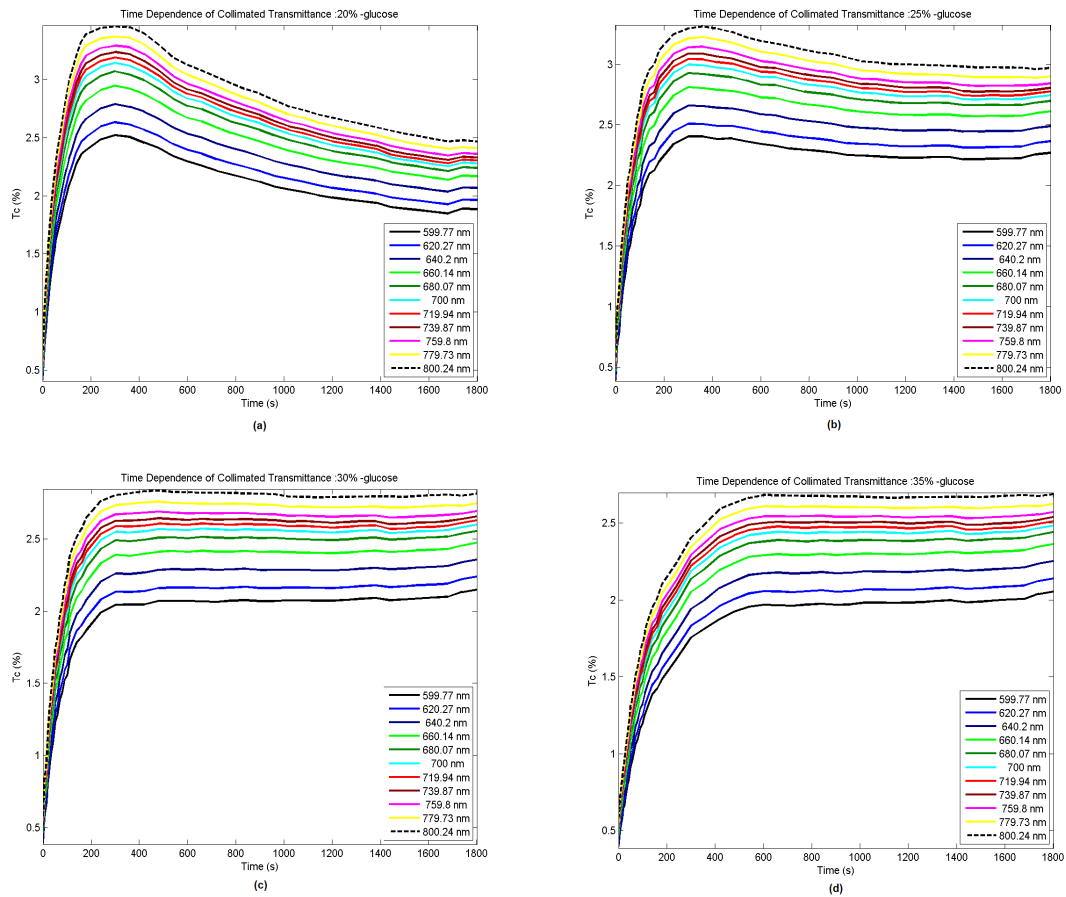 Time Dependence of Collimated Transmittance :20% -glucose
Tc (%)
3
2.5
2
1.5
1
0.5
0 200 400 600 800 1000 1200 1400 1600 1800
Time (s)
599.77 nm
620.27 nm
640.2 nm
660.14 nm
680.07 nm
700 nm
719.94 nm
739.87 nm
759.8 nm
779.73 nm
800.24 nm
(a)
Time Dependence of Collimated Transmittance :25% -glucose
Tc (%)
3
2.5
2
1.5
1
0.5
0 200 400 600 800 1000 1200 1400 1600 1800
Time (s)
599.77 nm
620.27 nm
640.2 nm
660.14 nm
680.07 nm
700 nm
719.94 nm
739.87 nm
759.8 nm
779.73 nm
800.24 nm
(b)
Time Dependence of Collimated Transmittance :30% -glucose
Tc (%)
2.5
2
1.5
1
0.5
0 200 400 600 800 1000 1200 1400 1600 1800
Time (s)
599.77 nm
620.27 nm
640.2 nm
660.14 nm
680.07 nm
700 nm
719.94 nm
739.87 nm
759.8 nm
779.73 nm
800.24 nm
(c)
Time Dependence of Collimated Transmittance :35% -glucose
Tc (%)
2.5
2
1.5
1
0.5
0 200 400 600 800 1000 1200 1400 1600 1800
Time (s)
599.77 nm
620.27 nm
640.2 nm
660.14 nm
680.07 nm
700 nm
719.94 nm
739.87 nm
759.8 nm
779.73 nm
800.24 nm
(d)